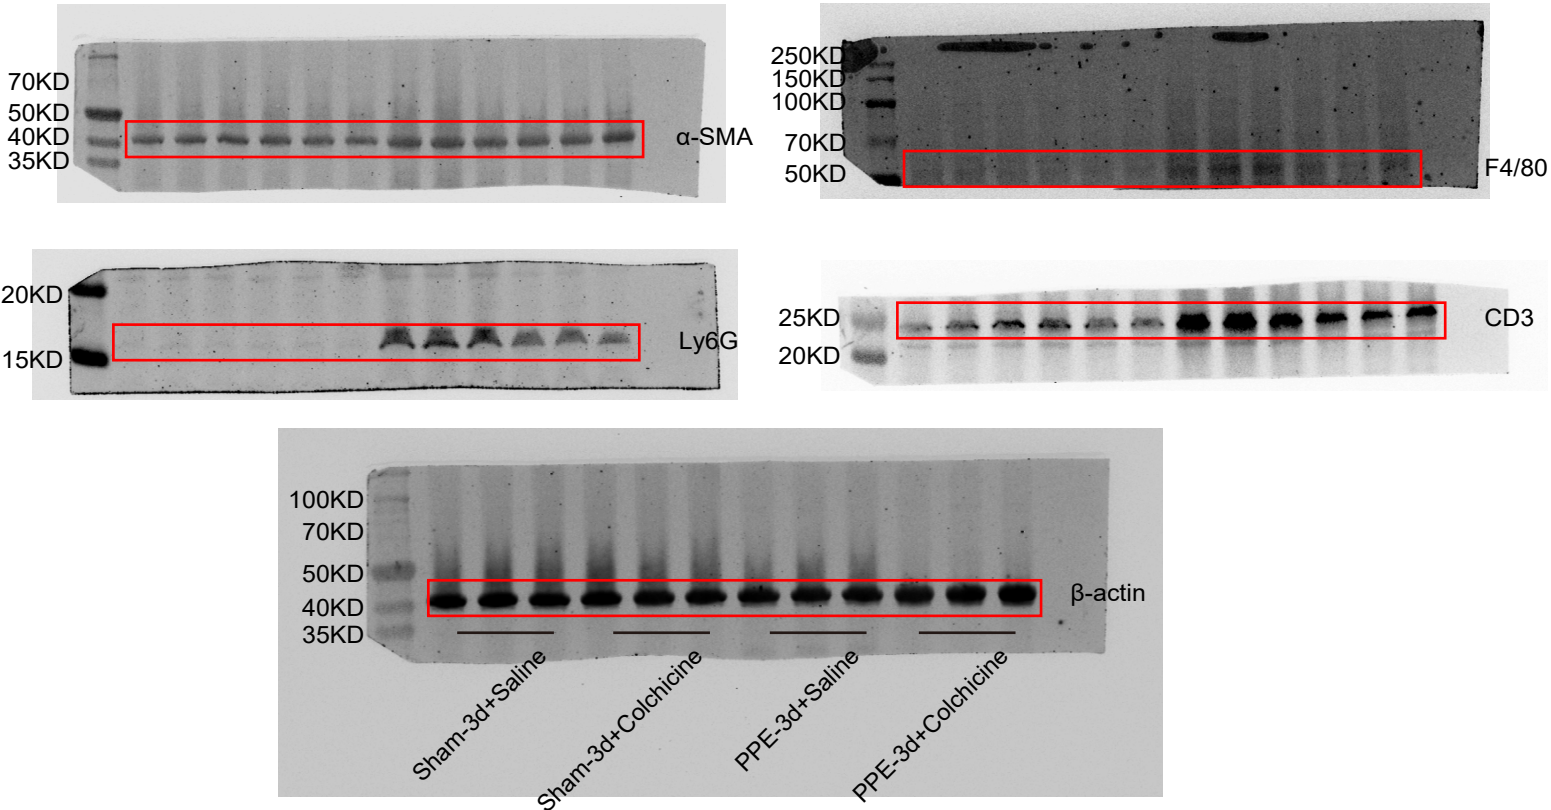 70KD
50KD
40KD
35KD
α-SMA
250KD
150KD
100KD
70KD
50KD
F4/80
20KD
15KD
Ly6G
25KD
20KD
CD3
100KD
70KD
50KD
40KD
35KD
β-actin
Sham-3d+Saline
Sham-3d+Colchicine
PPE-3d+Saline
PPE-3d+Colchicine